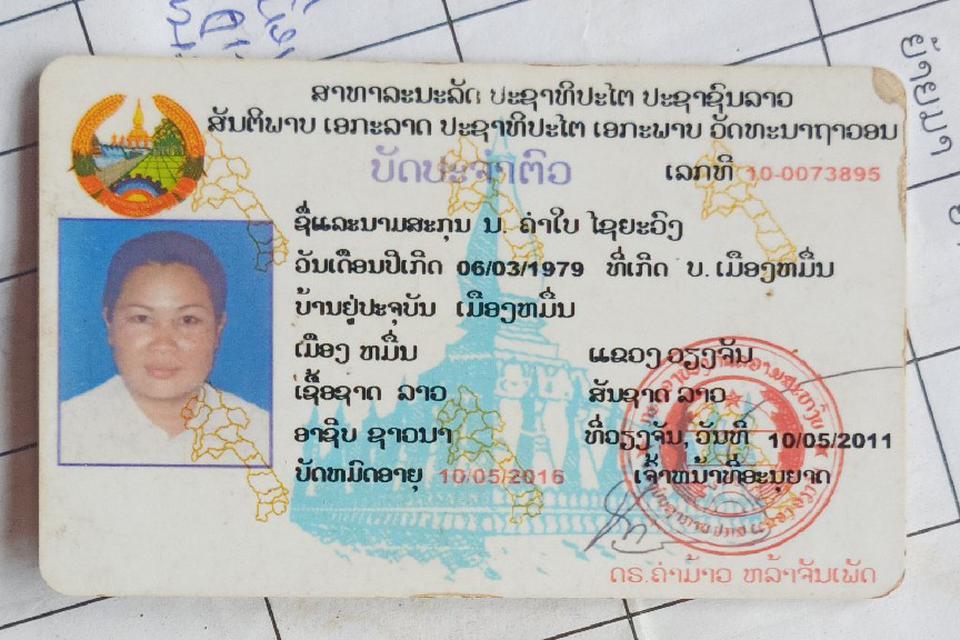 ສາທາລະນະລັດ ປະຊາທິປະໄຕ ປະຊາຊົນລາວ
ສັນຕິພາບ ເອກະລາດ ປະຊາທິປະໄຕ ເອກະພາບ ວັດທະນາຖາວອນ
ບັດປະຈຳຕົວ ເລກທີ 10-0073895
ຊື່ແລະນາມສະກຸນ ນ. ຄຳໃບ ໄຊຍະວົງ
ວັນເດືອນປີເກີດ 06/03/1979 ທີ່ເກີດ ບ. ເມືອງຫມື່ນ
ບ້ານຢູ່ປະຈຸບັນ ເມືອງຫມື່ນ
ເມືອງ ຫມື່ນ ແຂວງ ວຽງຈັນ
ເຊື້ອຊາດ ລາວ ສັນຊາດ ລາວ
ອາຊີບ ຊາວນາ ທີ່ວຽງຈັນ, ວັນທີ 10/05/2011
ບັດຫມົດອາຍຸ 10/05/2016 ເຈົ້າຫນ້າທີ່ອະນຸຍາດ
ດຣ.ຄຳມ້າວ ຫລ້າຈັນເພັດ